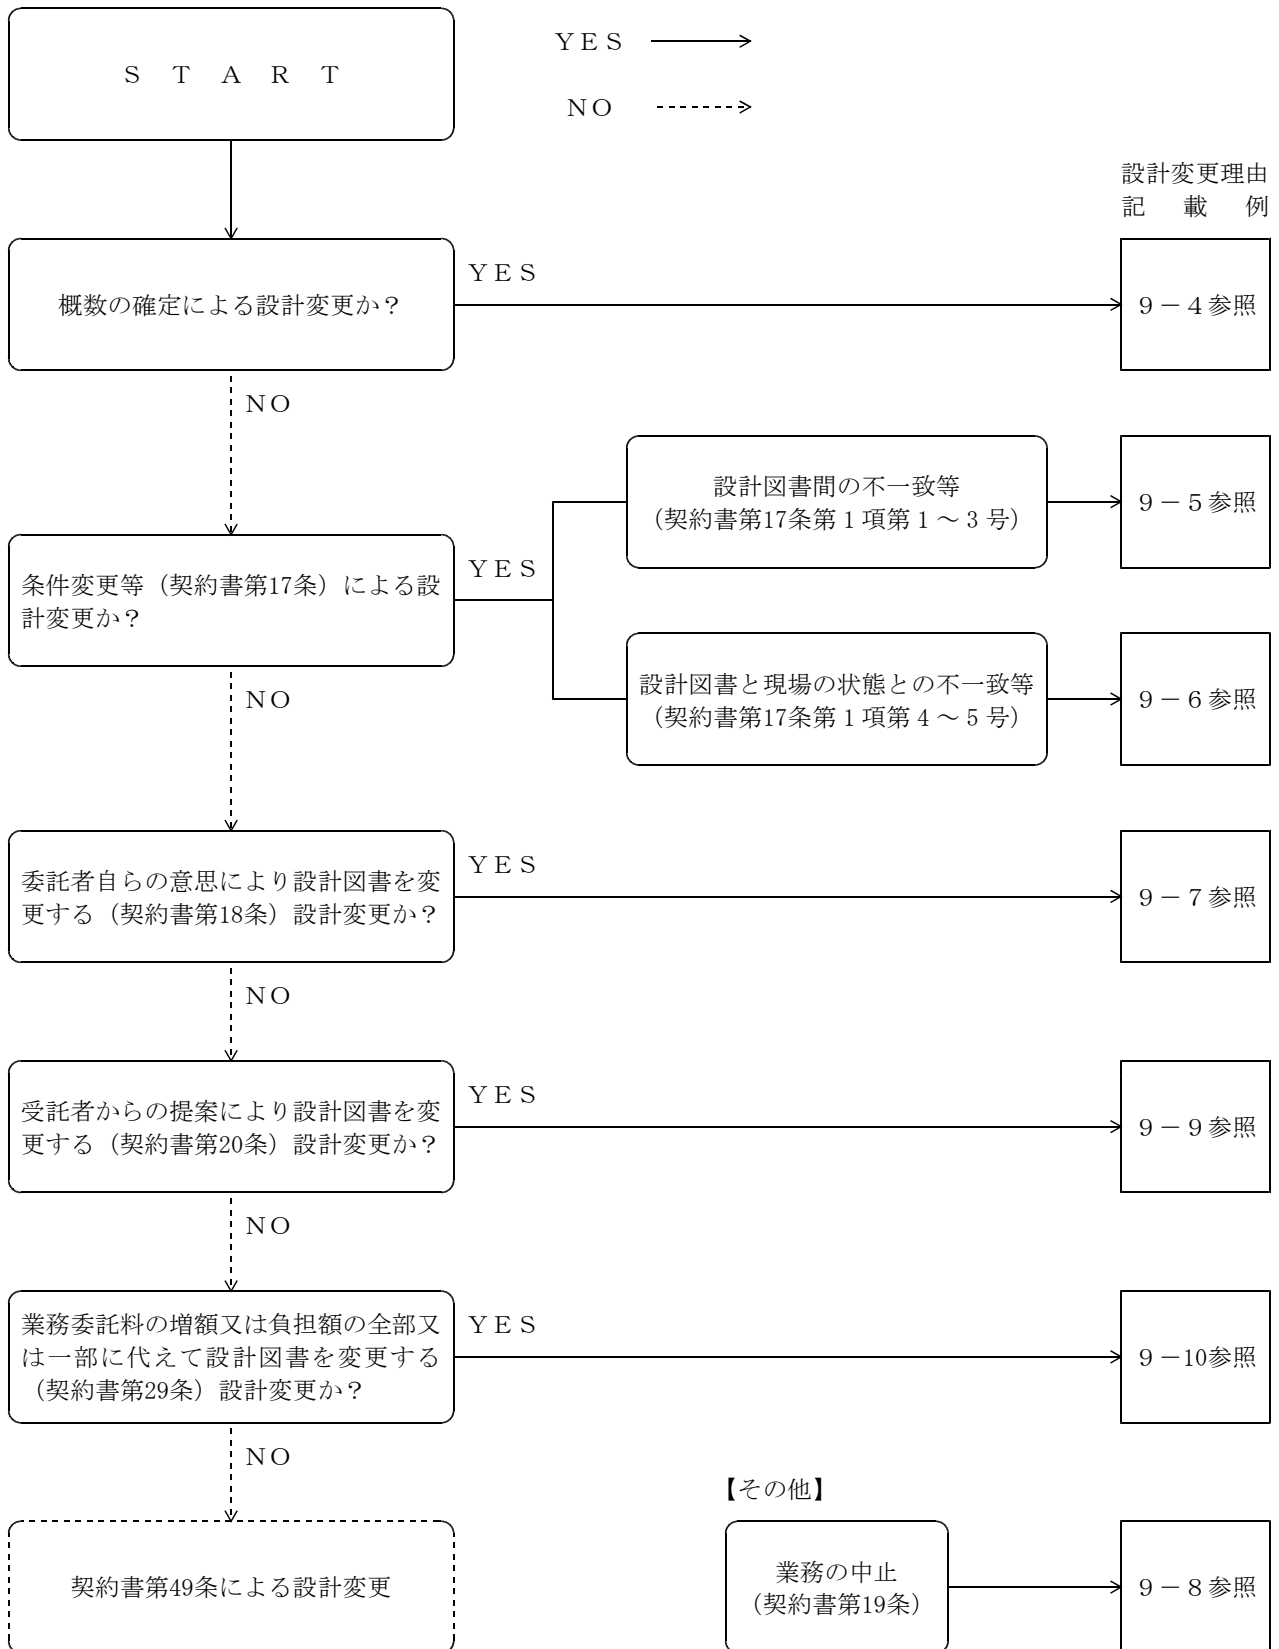 ＳＴＡＲＴ
ＹＥＳ
ＮＯ
設計変更理由
記載例
概数の確定による設計変更か？
ＹＥＳ
９－４参照
ＮＯ
設計図書間の不一致等
（契約書第17条第１項第１～３号）
９－５参照
条件変更等（契約書第17条）による設
計変更か？
ＹＥＳ
設計図書と現場の状態との不一致等
（契約書第17条第１項第４～５号）
９－６参照
ＮＯ
委託者自らの意思により設計図書を変
更する（契約書第18条）設計変更か？
ＹＥＳ
９－７参照
ＮＯ
受託者からの提案により設計図書を変
更する（契約書第20条）設計変更か？
ＹＥＳ
９－９参照
ＮＯ
業務委託料の増額又は負担額の全部又
は一部に代えて設計図書を変更する
（契約書第29条）設計変更か？
ＹＥＳ
９－10参照
ＮＯ
契約書第49条による設計変更
【その他】
業務の中止
（契約書第19条）
９－８参照